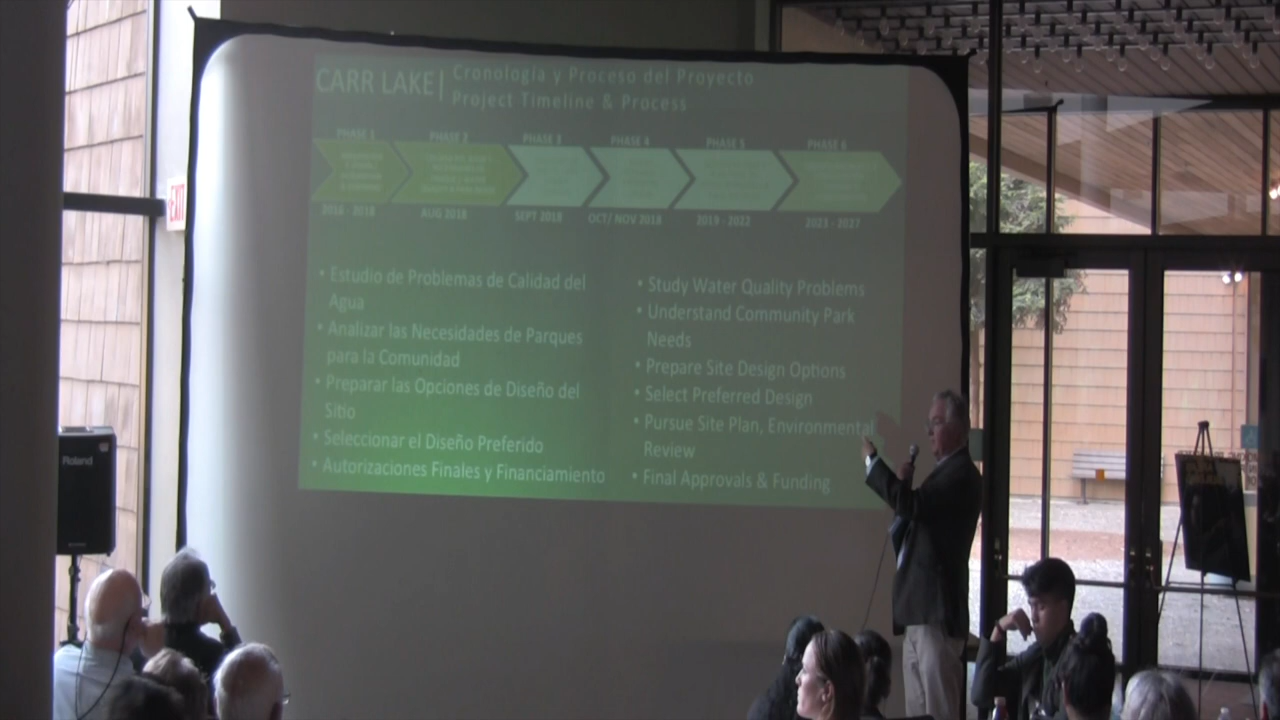 CARR LAKE|
Cronología y Proceso del Proyecto
Project Timeline & Process
PHASE 1
PHASE 2
PHASE 3
PHASE 4
PHASE 5
PHASE 6
2016 - 2018
AUG 2018
SEPT 2018
OCT/ NOV 2018
2019 - 2022
2021 - 2027
• Estudio de Problemas de Calidad del
Agua
• Analizar las Necesidades de Parques
para la Comunidad
• Preparar las Opciones de Diseño del
Sitio
• Seleccionar el Diseño Preferido
• Autorizaciones Finales y Financiamiento
• Study Water Quality Problems
• Understand Community Park
Needs
• Prepare Site Design Options
• Select Preferred Design
• Pursue Site Plan, Environmental
Review
• Final Approvals & Funding
EXIT
Roland